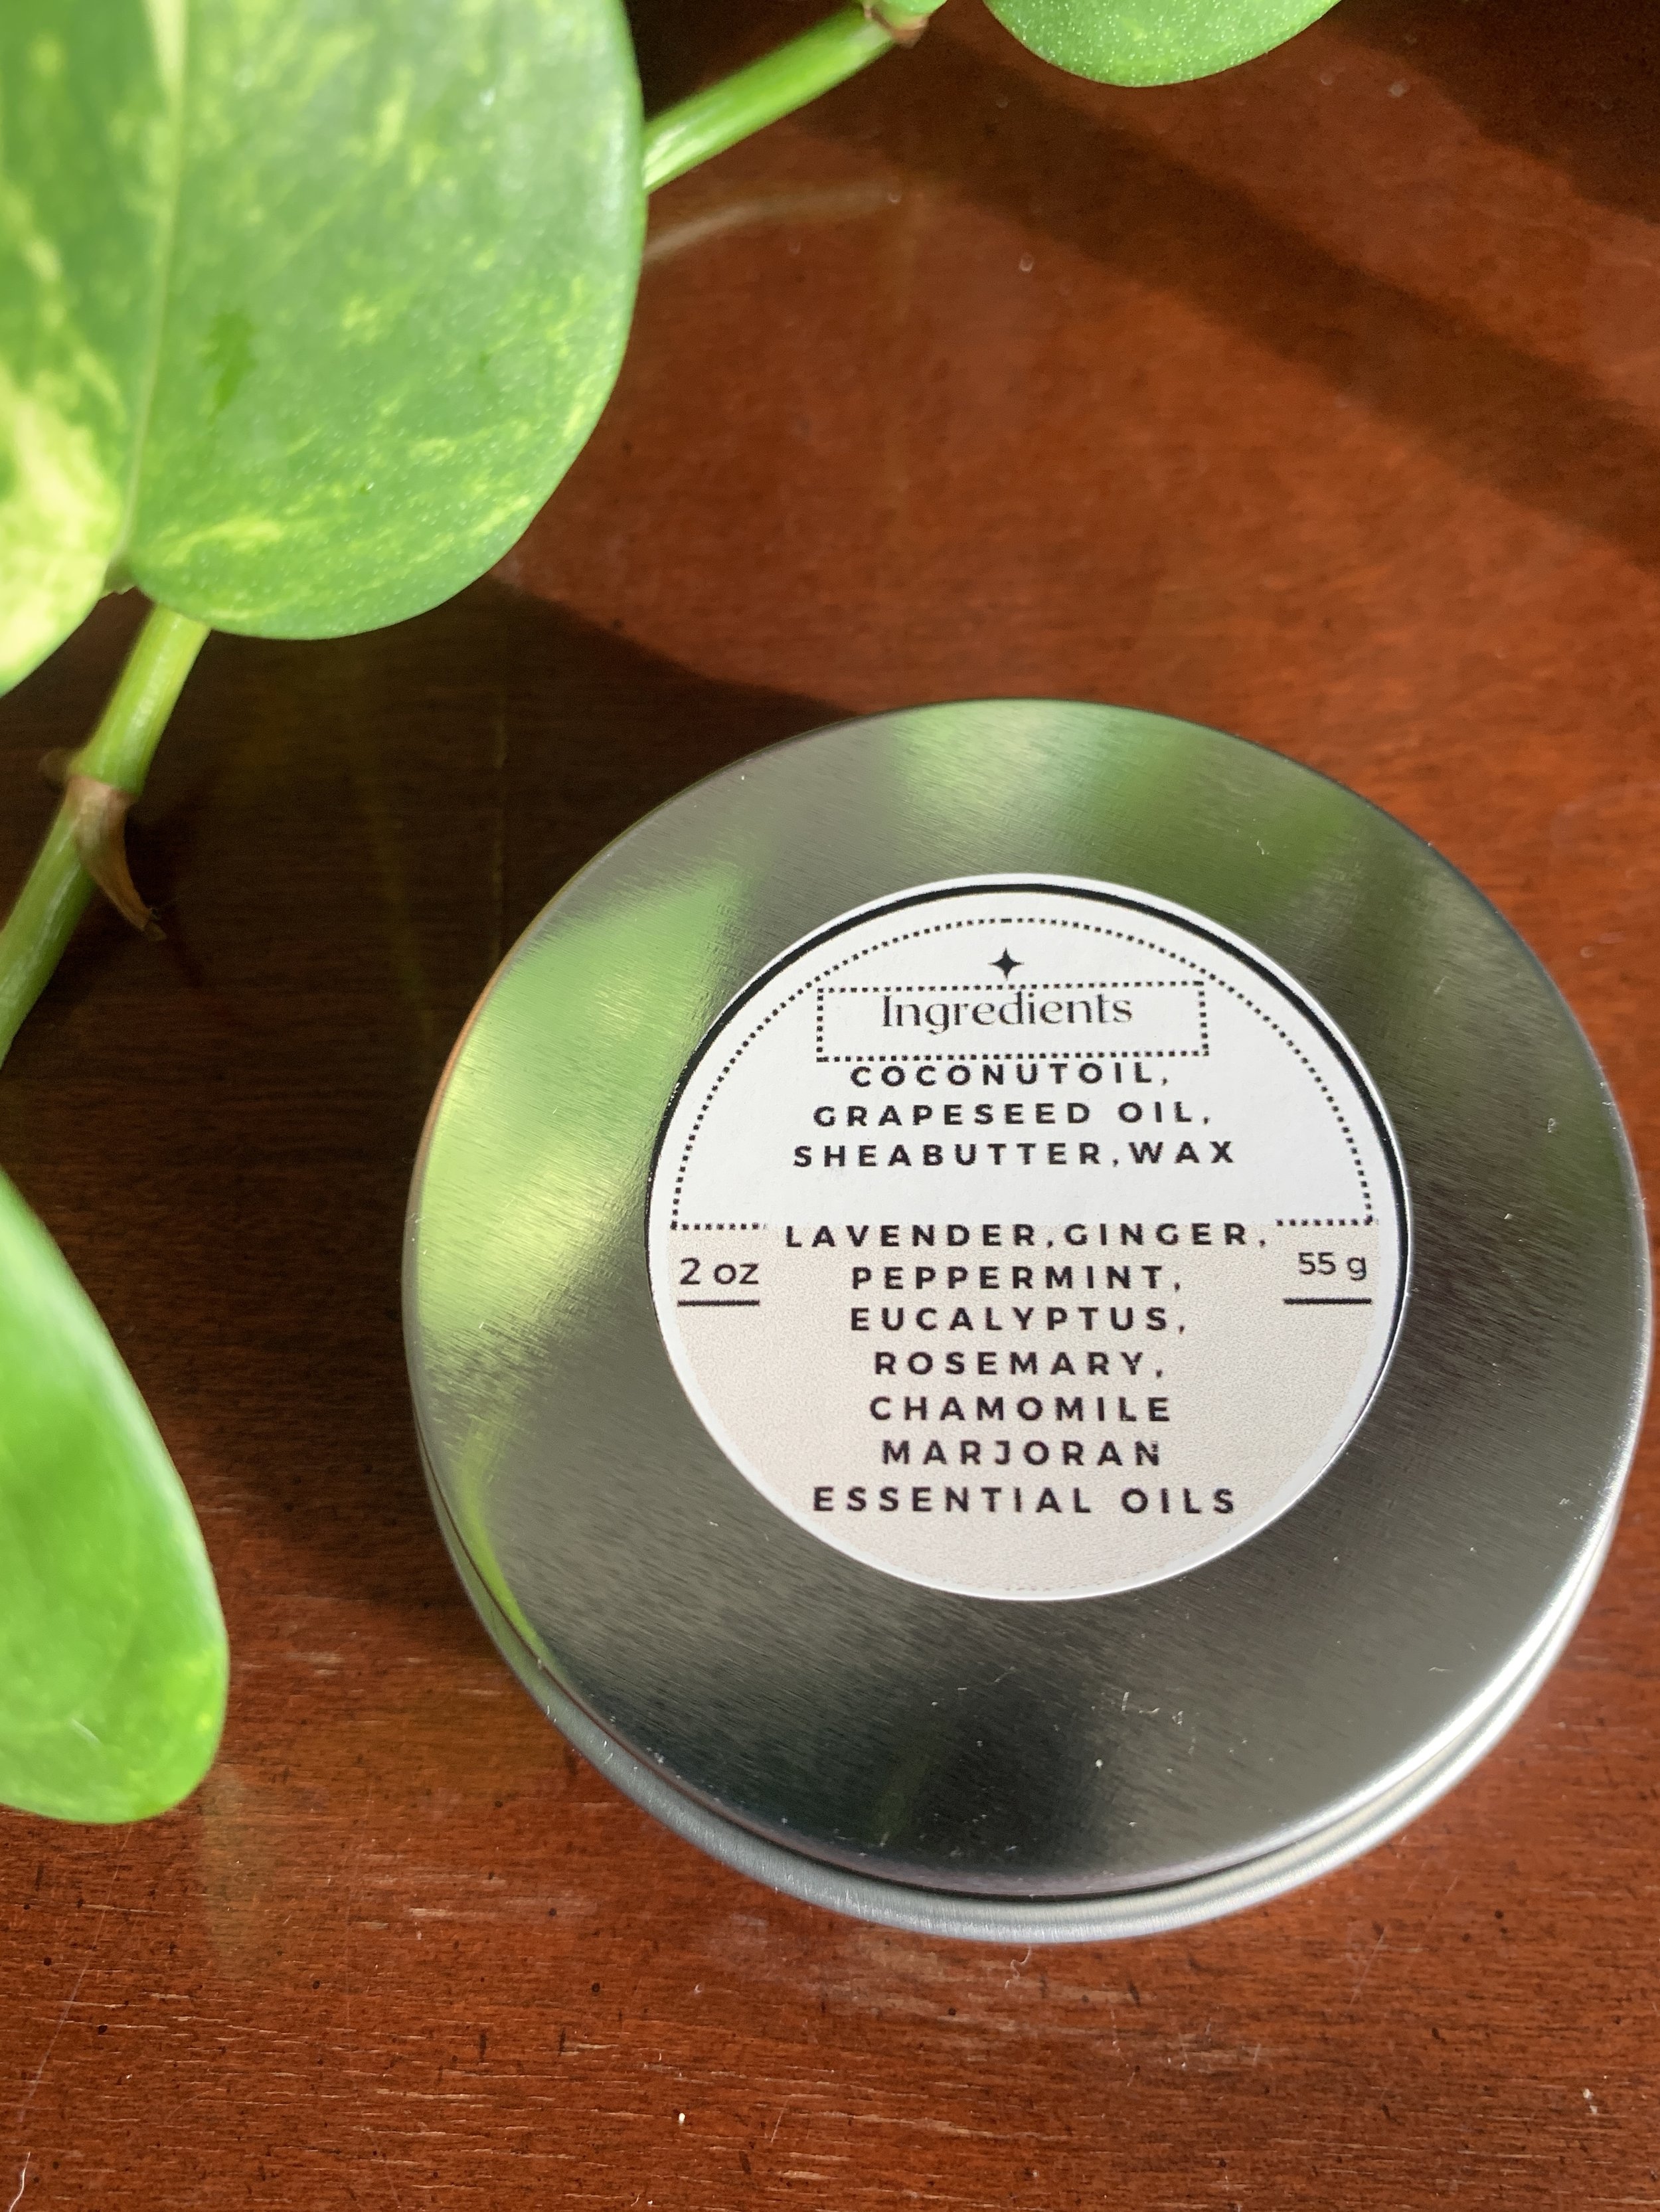 Ingredients
COCONUTOIL,
GRAPESEED OIL,
SHEABUTTER,WAX
LAVENDER,GINGER,
2 oz
55 g
PEPPERMINT,
EUCALYPTUS,
ROSEMARY,
CHAMOMILE
MARJORAN
ESSENTIAL OILS